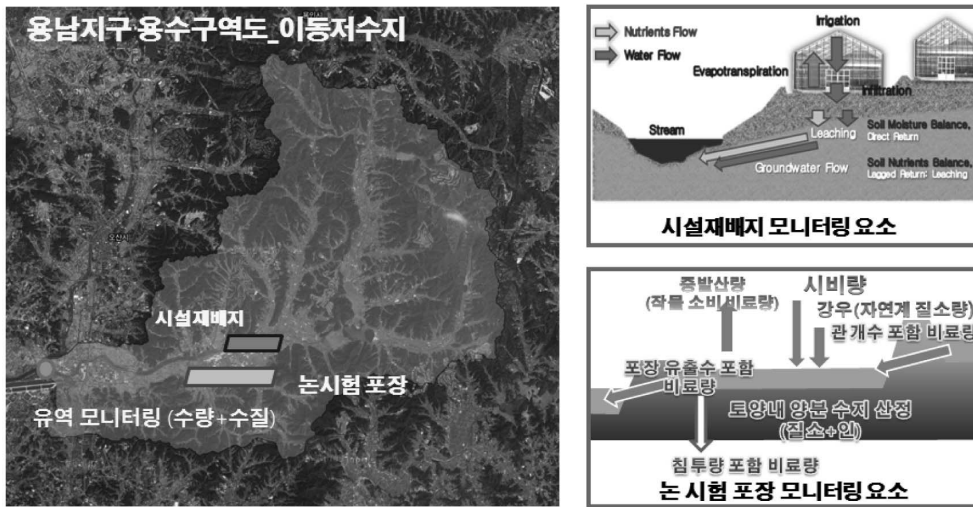 용남지구 용수구역도_이동저수지
오산시
시설재배지
논시험 포장
유역 모니터링 (수량+수질)
Nutrients Flow
Water Flow
Irrigation
Evapotranspiration
Infiltration
Stream
Leaching
Soil Moisture Balance,
Direct Return
Groundwater Flow
Soil Nutrients Balance,
Lagged Return: Leaching
시설재배지 모니터링 요소
증발산량
(작물 소비 비료량)
시비량
강우(자연계 질소량)
관개수 포함 비료량
포장 유출수 포함
비료량
토양내 양분 수지 산정
(질소+인)
침투량 포함 비료량
논 시험 포장 모니터링 요소